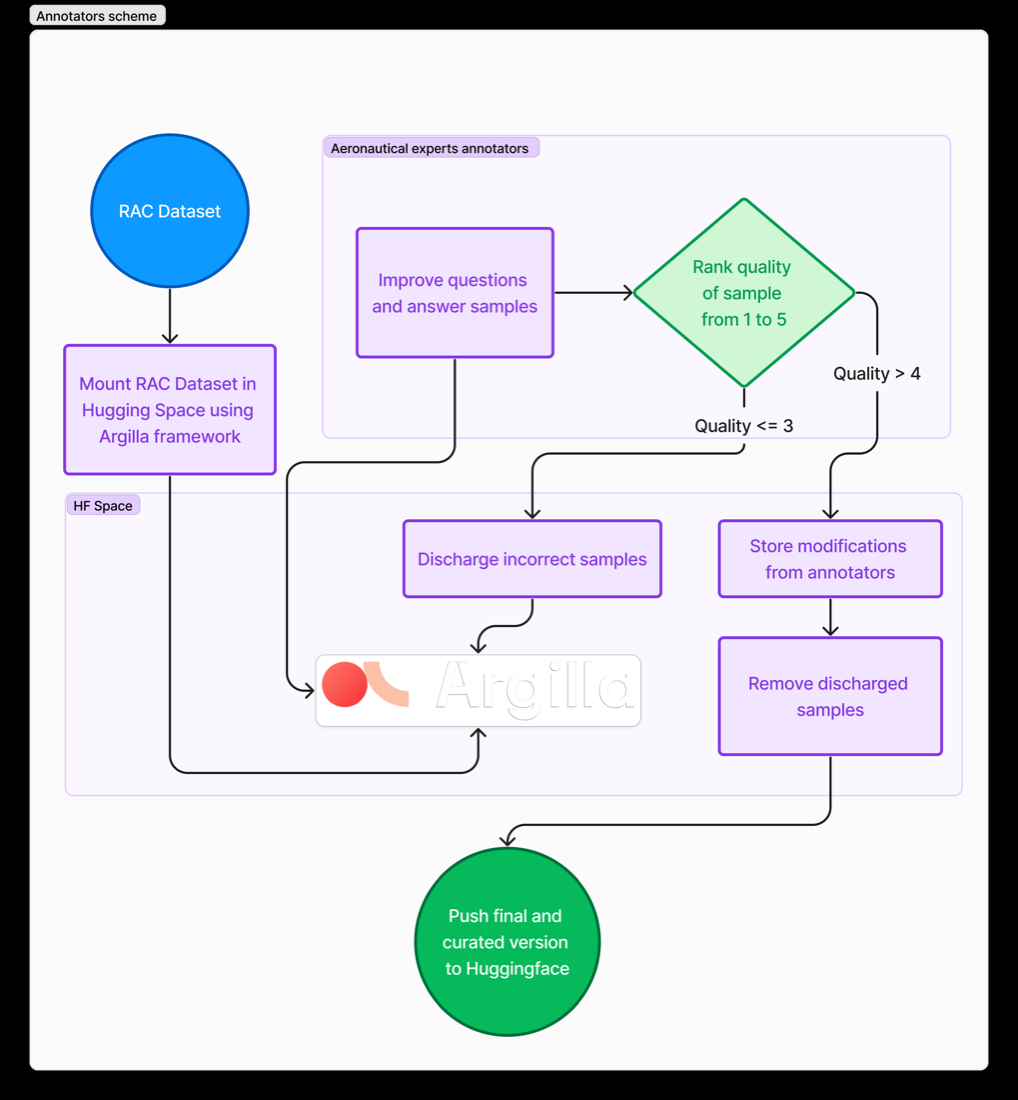 Annotators scheme
RAC Dataset
Aeronautical experts annotators
Improve questions
and answer samples
Rank quality
of sample
from 1 to 5
Mount RAC Dataset in
Hugging Space using
Argilla framework
Quality > 4
Quality <= 3
HF Space
Discharge incorrect samples
Store modifications
from annotators
Argilla
Remove discharged
samples
Push final and
curated version
to Huggingface